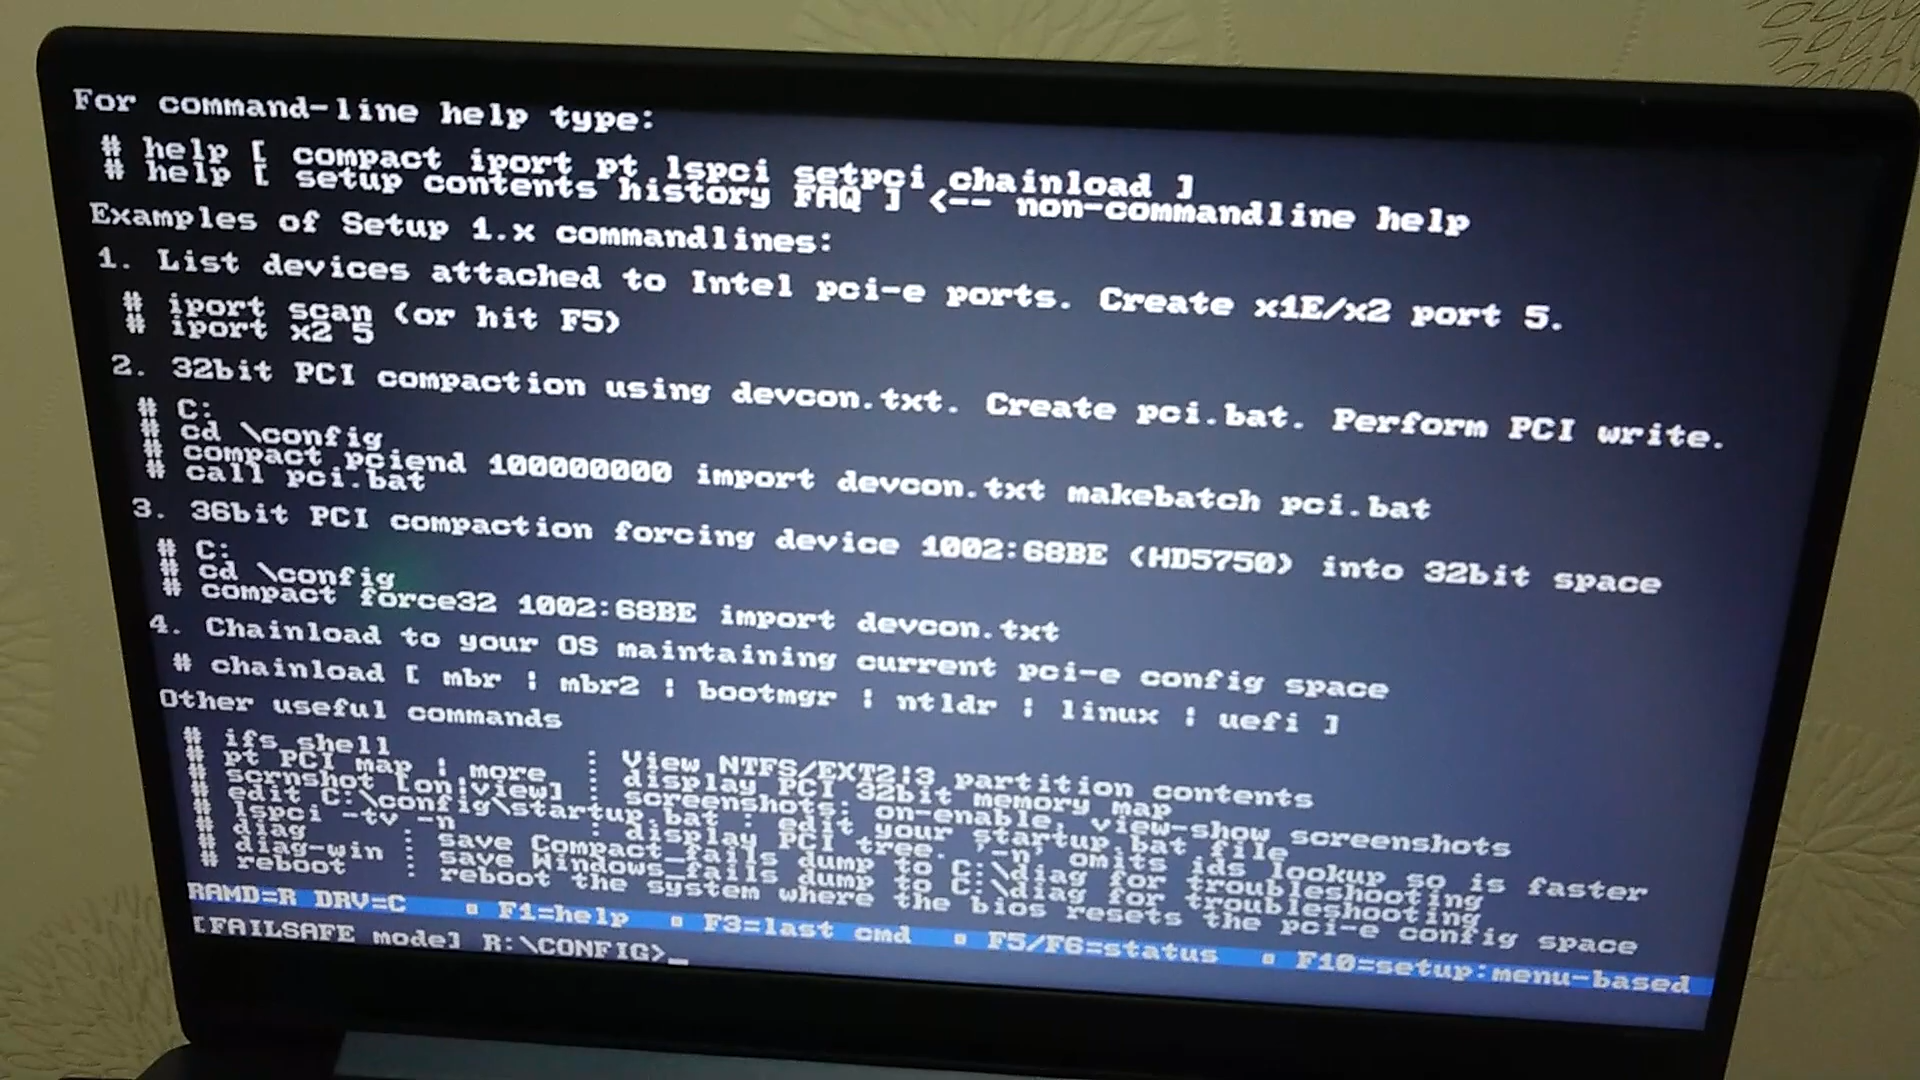 For command-line help type:
# help [ compact iport pt lspci setpci chainload ]
# help [ setup contents history FAQ ] <-- non-commandline help
Examples of Setup 1.x commandlines:
1. List devices attached to Intel pci-e ports. Create x1E/x2 port 5.
# iport scan (or hit F5)
# iport x2 5
2. 32bit PCI compaction using devcon.txt. Create pci.bat. Perform PCI write.
# C:
# cd \config
# compact pciend 100000000 import devcon.txt makebatch pci.bat
# call pci.bat
3. 36bit PCI compaction forcing device 1002:68BE (HD5750) into 32bit space
# C:
# cd \config
# compact force32 1002:68BE import devcon.txt
4. Chainload to your OS maintaining current pci-e config space
# chainload [ mbr | mbr2 | bootmgr | ntldr | linux | uefi ]
Other useful commands
# ifs shell : View NTFS/EXT2|3 partition contents
# pt PCI map | more : display PCI 32bit memory map
# scrnshot [on|view] : screenshots: on-enable, view-show screenshots
# edit C:\config\startup.bat : edit your startup.bat file
# lspci -tv -n : display PCI tree. '-n' omits ids lookup so is faster
# diag : save Compact_fails dump to C:\diag for troubleshooting
# diag-win : save Windows_fails dump to C:\diag for troubleshooting
# reboot : reboot the system where the bios resets the pci-e config space
RAMD=R DRV=C ▫ F1=help ▫ F3=last cmd ▫ F5/F6=status ▫ F10=setup:menu-based
[FAILSAFE mode] R:\CONFIG>_